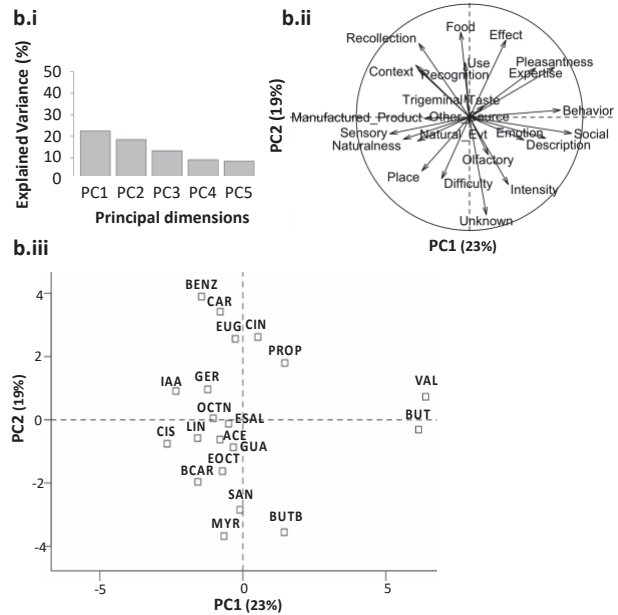 b.i
Explained Variance (%)
50
40
30
20
10
0
PC1 PC2 PC3 PC4 PC5
Principal dimensions
b.ii
PC2 (19%)
Food
Recollection
Effect
Use
Pleasantness
Context
Recognition
Expertise
Trigeminal Taste
Behavior
Manufactured_Product Other Source
Sensory
Natural_Evt
Emotion
Social
Naturalness
Description
Olfactory
Place
Difficulty
Intensity
Unknown
PC1 (23%)
b.iii
PC2 (19%)
4
2
0
-2
-4
BENZ
CAR
EUG
CIN
PROP
IAA
GER
VAL
OCTN
ESAL
BUT
CIS
LIN
ACE
GUA
EOCT
BCAR
SAN
MYR
BUTB
-5
0
5
PC1 (23%)